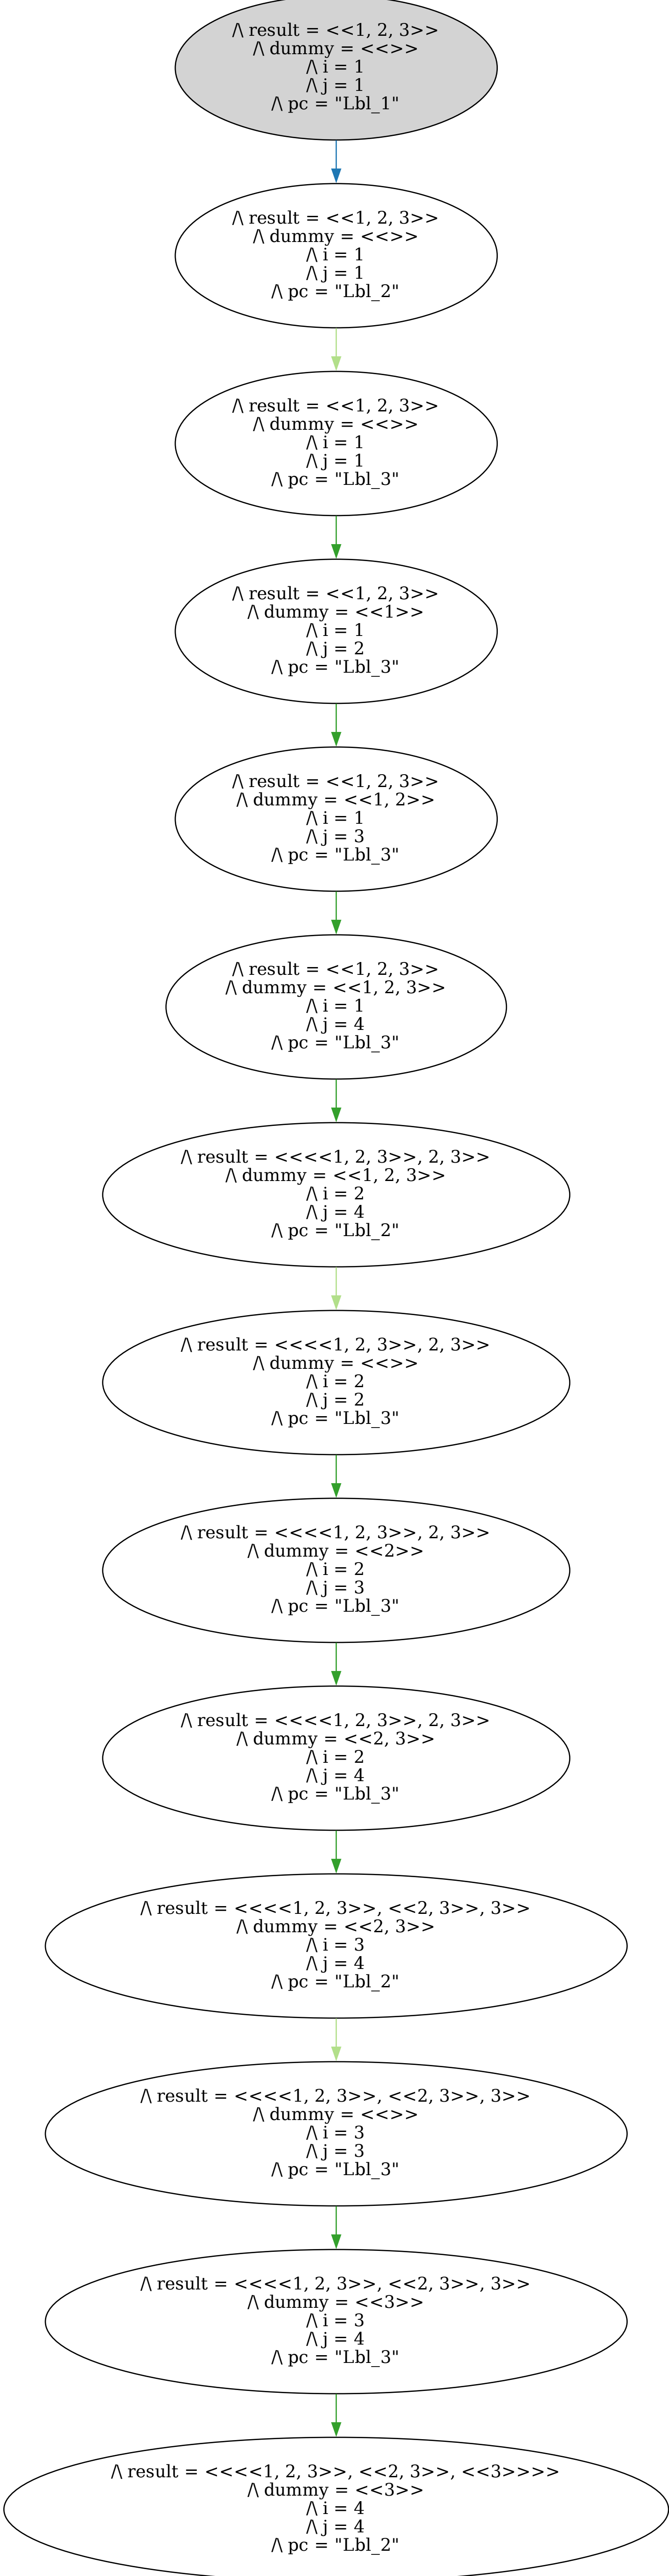 /\ result = <<1, 2, 3>>
/\ dummy = <<>>
/\ i = 1
/\ j = 1
/\ pc = "Lbl_1"
/\ result = <<1, 2, 3>>
/\ dummy = <<>>
/\ i = 1
/\ j = 1
/\ pc = "Lbl_2"
/\ result = <<1, 2, 3>>
/\ dummy = <<>>
/\ i = 1
/\ j = 1
/\ pc = "Lbl_3"
/\ result = <<1, 2, 3>>
/\ dummy = <<1>>
/\ i = 1
/\ j = 2
/\ pc = "Lbl_3"
/\ result = <<1, 2, 3>>
/\ dummy = <<1, 2>>
/\ i = 1
/\ j = 3
/\ pc = "Lbl_3"
/\ result = <<1, 2, 3>>
/\ dummy = <<1, 2, 3>>
/\ i = 1
/\ j = 4
/\ pc = "Lbl_3"
/\ result = <<<<1, 2, 3>>, 2, 3>>
/\ dummy = <<1, 2, 3>>
/\ i = 2
/\ j = 4
/\ pc = "Lbl_2"
/\ result = <<<<1, 2, 3>>, 2, 3>>
/\ dummy = <<>>
/\ i = 2
/\ j = 2
/\ pc = "Lbl_3"
/\ result = <<<<1, 2, 3>>, 2, 3>>
/\ dummy = <<2>>
/\ i = 2
/\ j = 3
/\ pc = "Lbl_3"
/\ result = <<<<1, 2, 3>>, 2, 3>>
/\ dummy = <<2, 3>>
/\ i = 2
/\ j = 4
/\ pc = "Lbl_3"
/\ result = <<<<1, 2, 3>>, <<2, 3>>, 3>>
/\ dummy = <<2, 3>>
/\ i = 3
/\ j = 4
/\ pc = "Lbl_2"
/\ result = <<<<1, 2, 3>>, <<2, 3>>, 3>>
/\ dummy = <<>>
/\ i = 3
/\ j = 3
/\ pc = "Lbl_3"
/\ result = <<<<1, 2, 3>>, <<2, 3>>, 3>>
/\ dummy = <<3>>
/\ i = 3
/\ j = 4
/\ pc = "Lbl_3"
/\ result = <<<<1, 2, 3>>, <<2, 3>>, <<3>>>>
/\ dummy = <<3>>
/\ i = 4
/\ j = 4
/\ pc = "Lbl_2"